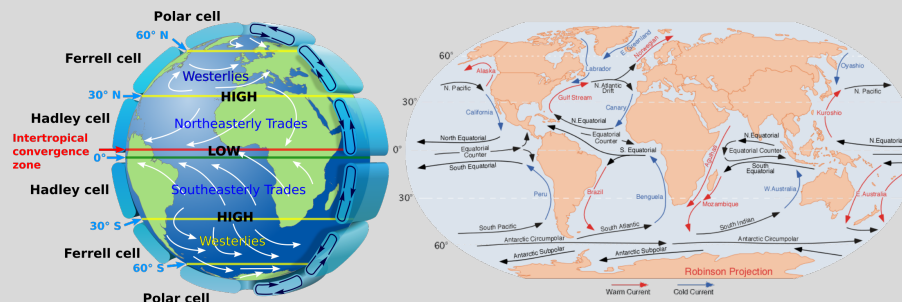 Polar cell
60° N
Ferrell cell
Westerlies
30° N
HIGH
Hadley cell
Northeasterly Trades
Intertropical
convergence
zone
LOW
0°
Hadley cell
Southeasterly Trades
HIGH
30° S
Westerlies
Ferrell cell
60° S
Polar cell
60°
30°
0°
30°
60°
Alaska
N. Pacific
California
North Equatorial
Equatorial
Counter
South Equatorial
Peru
South Pacific
Antarctic Circumpolar
Antarctic Subpolar
E. Greenland
Norwegian
Labrador
N. Atlantic
Drift
Gulf Stream
Canary
N. Equatorial
Equatorial
Counter
S. Equatorial
Brazil
Benguela
South Atlantic
Antarctic Subpolar
Agulhas
Mozambique
South Indian
Antarctic Circumpolar
N. Equatorial
Equatorial Counter
South
Equatorial
W. Australia
Oyashio
N. Pacific
Kuroshio
N. Equatorial
E. Australia
Robinson Projection
Warm Current
Cold Current